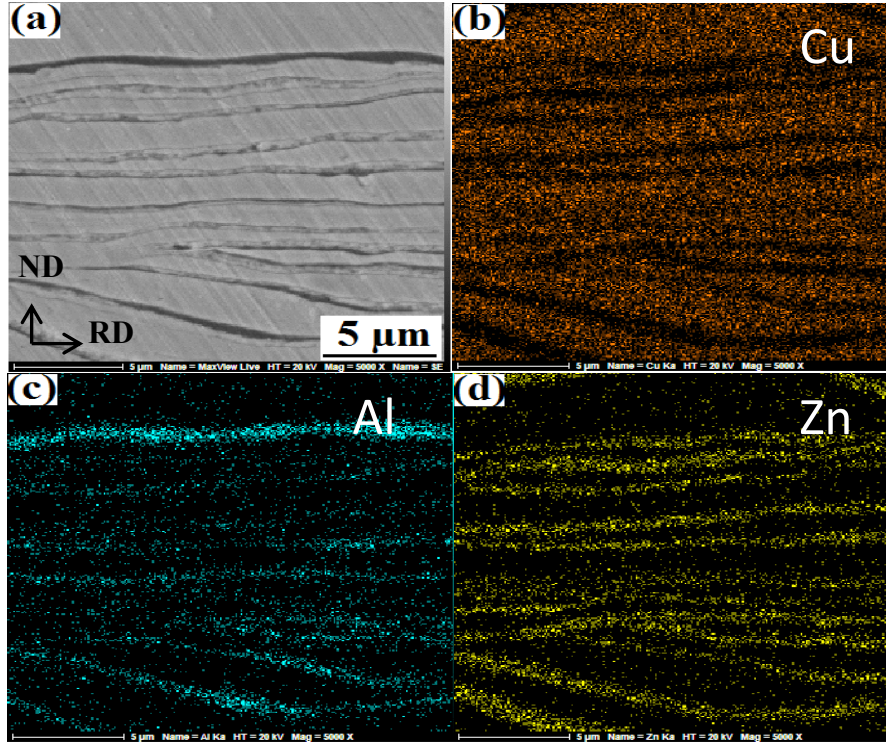 (a)
ND
RD
5 μm
5 μm Name = MaxView Live HT = 20 kV Mag = 5000 X Name = SE
(b)
Cu
5 μm Name = Cu Ka HT = 20 kV Mag = 5000 X
(c)
Al
5 μm Name = Al Ka HT = 20 kV Mag = 5000 X
(d)
Zn
5 μm Name = Zn Ka HT = 20 kV Mag = 5000 X